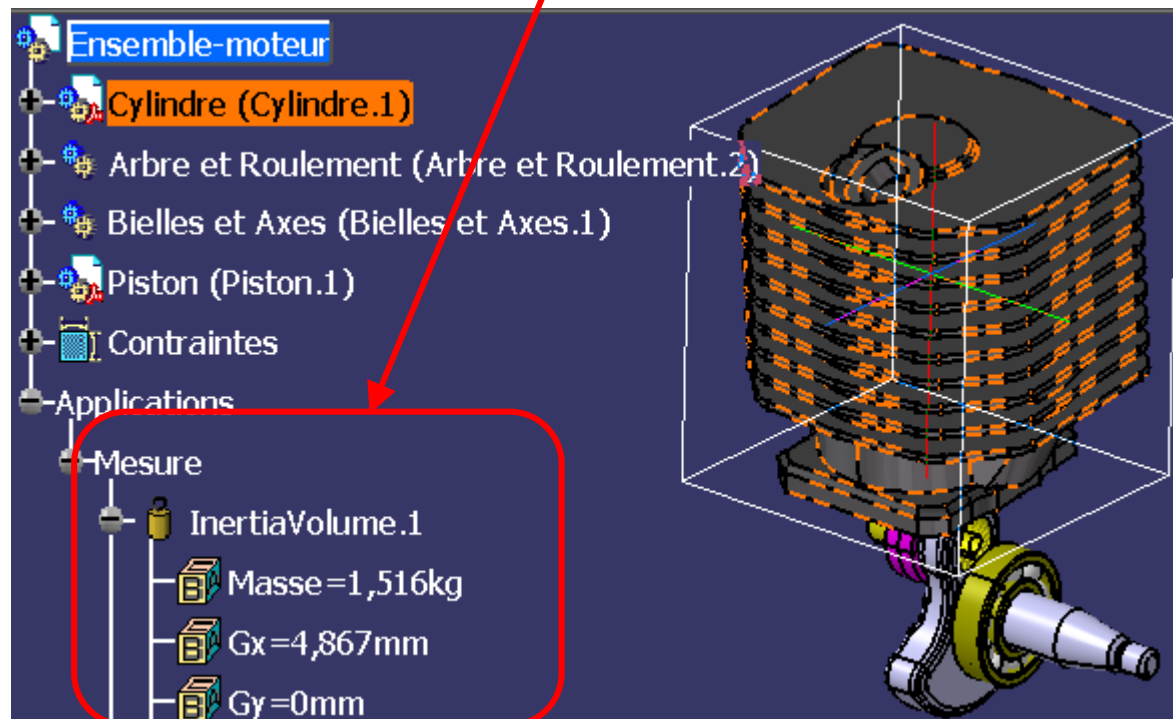 Ensemble-moteur
Cylindre (Cylindre.1)
Arbre et Roulement (Arbre et Roulement.2)
Bielles et Axes (Bielles et Axes.1)
Piston (Piston.1)
Contraintes
Applications
Mesure
InertiaVolume.1
Masse=1,516kg
Gx=4,867mm
Gy=0mm